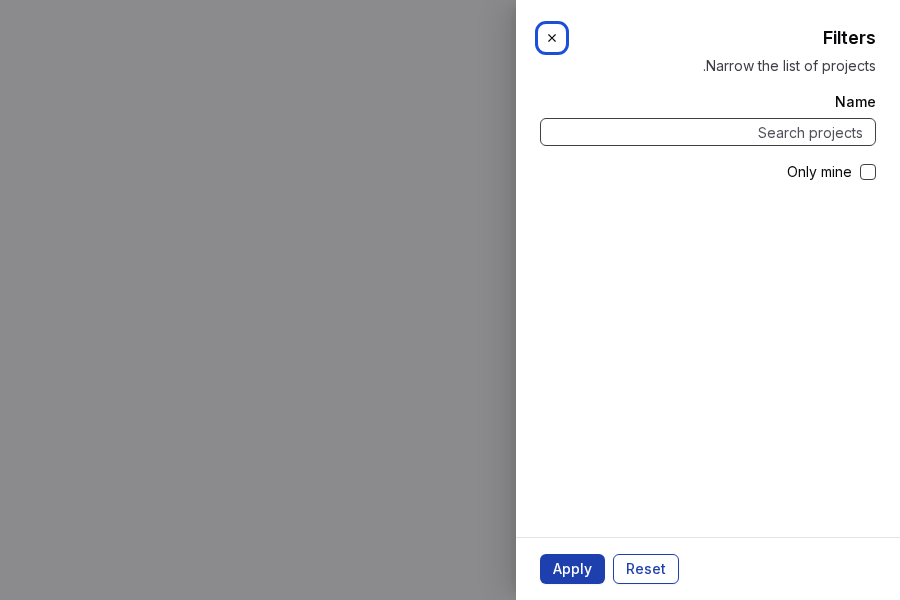 Filters
.Narrow the list of projects
Name
Search projects
Only mine
Apply
Reset